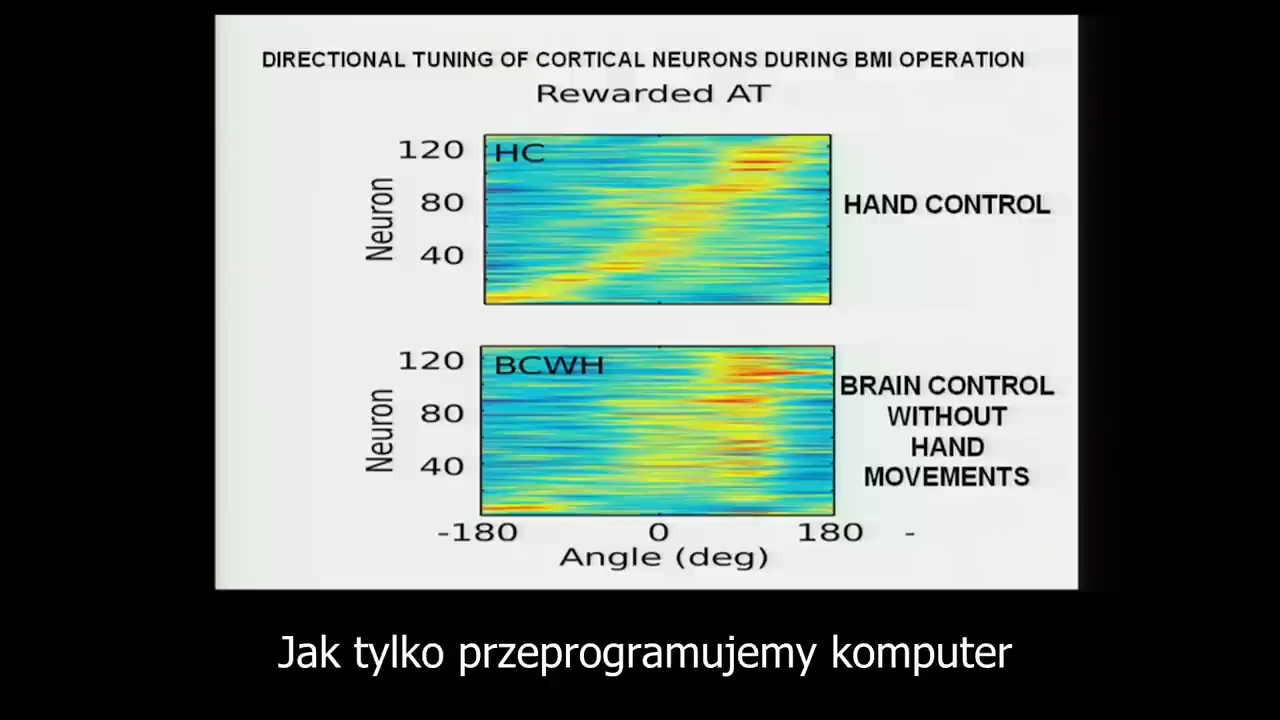 DIRECTIONAL TUNING OF CORTICAL NEURONS DURING BMI OPERATION
Rewarded AT
HC
120
80
40
Neuron
HAND CONTROL
BCWH
120
80
40
Neuron
BRAIN CONTROL
WITHOUT
HAND
MOVEMENTS
-180 0 180 -
Angle (deg)
Jak tylko przeprogramujemy komputer